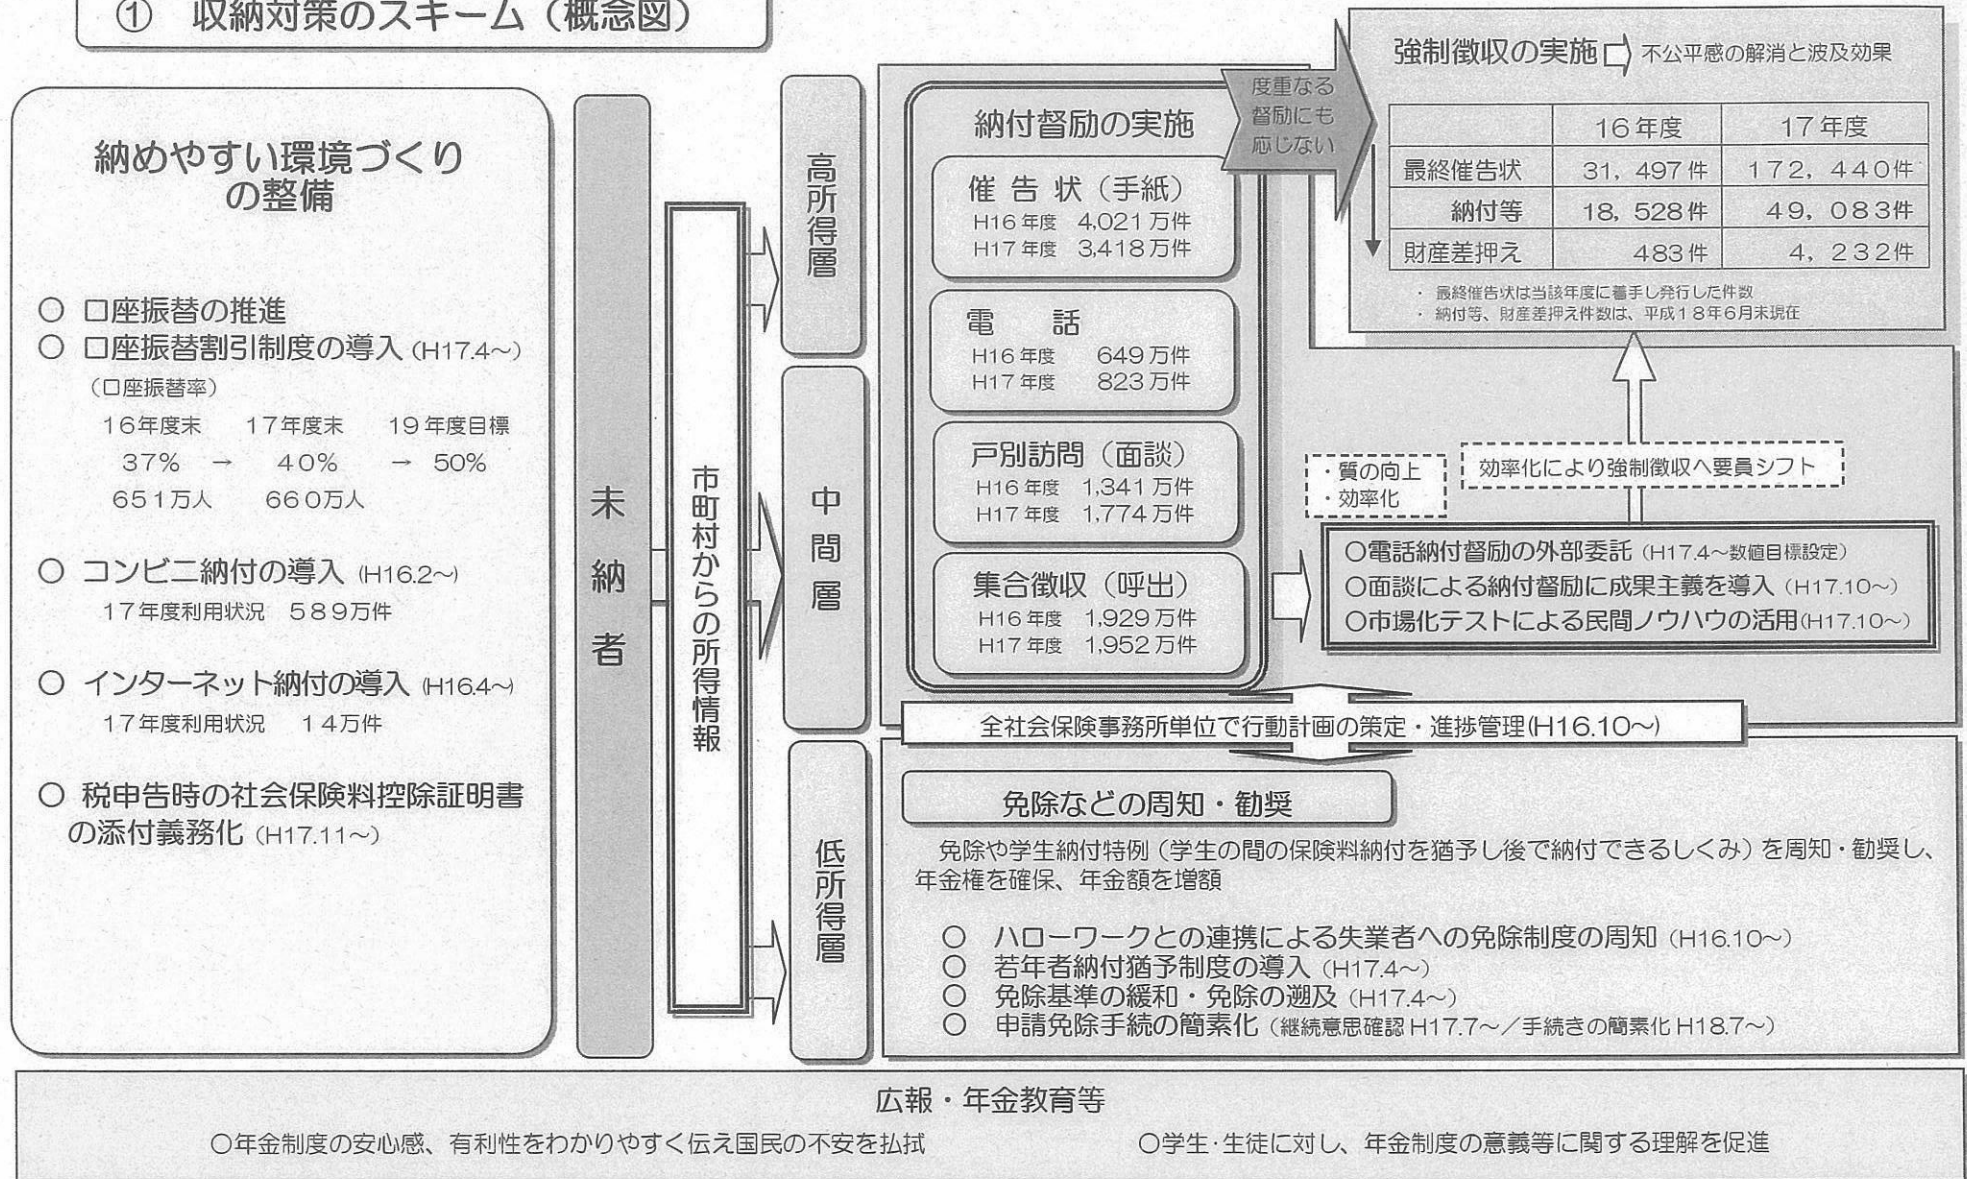 ① 収納対策のスキーム（概念図）
納めやすい環境づくり
の整備
○ 口座振替の推進
○ 口座振替割引制度の導入（H17.4～）
（口座振替率）
16年度末 17年度末 19年度目標
37% → 40% → 50%
651万人 660万人
○ コンビニ納付の導入（H16.2～）
17年度利用状況 589万件
○ インターネット納付の導入（H16.4～）
17年度利用状況 14万件
○ 税申告時の社会保険料控除証明書
の添付義務化（H17.11～）
未納者
市町村からの所得情報
高所得層
中間層
低所得層
納付督励の実施
催告状（手紙）
H16年度 4,021万件
H17年度 3,418万件
電話
H16年度 649万件
H17年度 823万件
戸別訪問（面談）
H16年度 1,341万件
H17年度 1,774万件
集合徴収（呼出）
H16年度 1,929万件
H17年度 1,952万件
度重なる
督励にも
応じない
強制徴収の実施 不公平感の解消と波及効果
16年度 17年度
最終催告状 31,497件 172,440件
納付等 18,528件 49,083件
財産差押え 483件 4,232件
・ 最終催告状は当該年度に着手し発行した件数
・ 納付等、財産差押え件数は、平成18年6月末現在
・質の向上
・効率化
効率化により強制徴収へ要員シフト
○電話納付督励の外部委託（H17.4～数値目標設定）
○面談による納付督励に成果主義を導入（H17.10～）
○市場化テストによる民間ノウハウの活用(H17.10～)
全社会保険事務所単位で行動計画の策定・進捗管理(H16.10～)
免除などの周知・勧奨
免除や学生納付特例（学生の間の保険料納付を猶予し後で納付できるしくみ）を周知・勧奨し、
年金権を確保、年金額を増額
○ ハローワークとの連携による失業者への免除制度の周知（H16.10～）
○ 若年者納付猶予制度の導入（H17.4～）
○ 免除基準の緩和・免除の遡及（H17.4～）
○ 申請免除手続の簡素化（継続意思確認H17.7～／手続きの簡素化H18.7～）
広報・年金教育等
○年金制度の安心感、有利性をわかりやすく伝え国民の不安を払拭
○学生･生徒に対し、年金制度の意義等に関する理解を促進